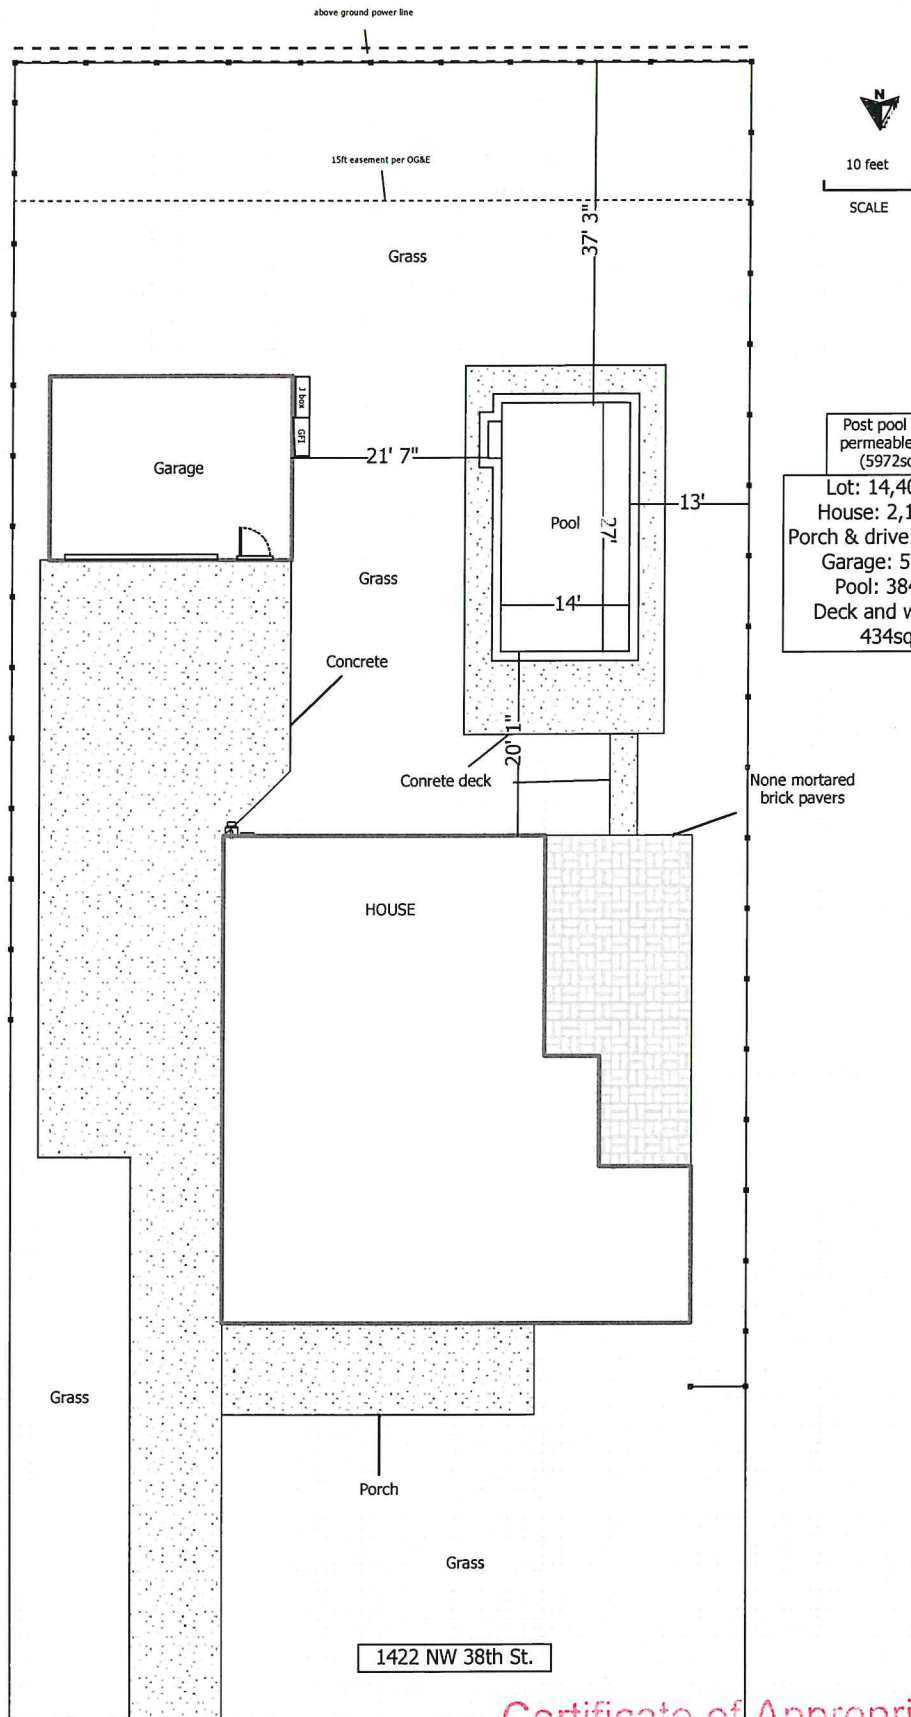 above ground power line
N
15ft easement per OG&E
10 feet
SCALE
37' 3"
Grass
J box
GFI
Garage
21' 7"
Pool
27'
13'
14'
Post pool
permeable
(5972sq
Lot: 14,40
House: 2,1
Porch & drive
Garage: 5
Pool: 384
Deck and w
434sq
Grass
Concrete
20' 1"
Conrete deck
None mortared
brick pavers
HOUSE
Grass
Porch
Grass
1422 NW 38th St.
Certificate of Appropri